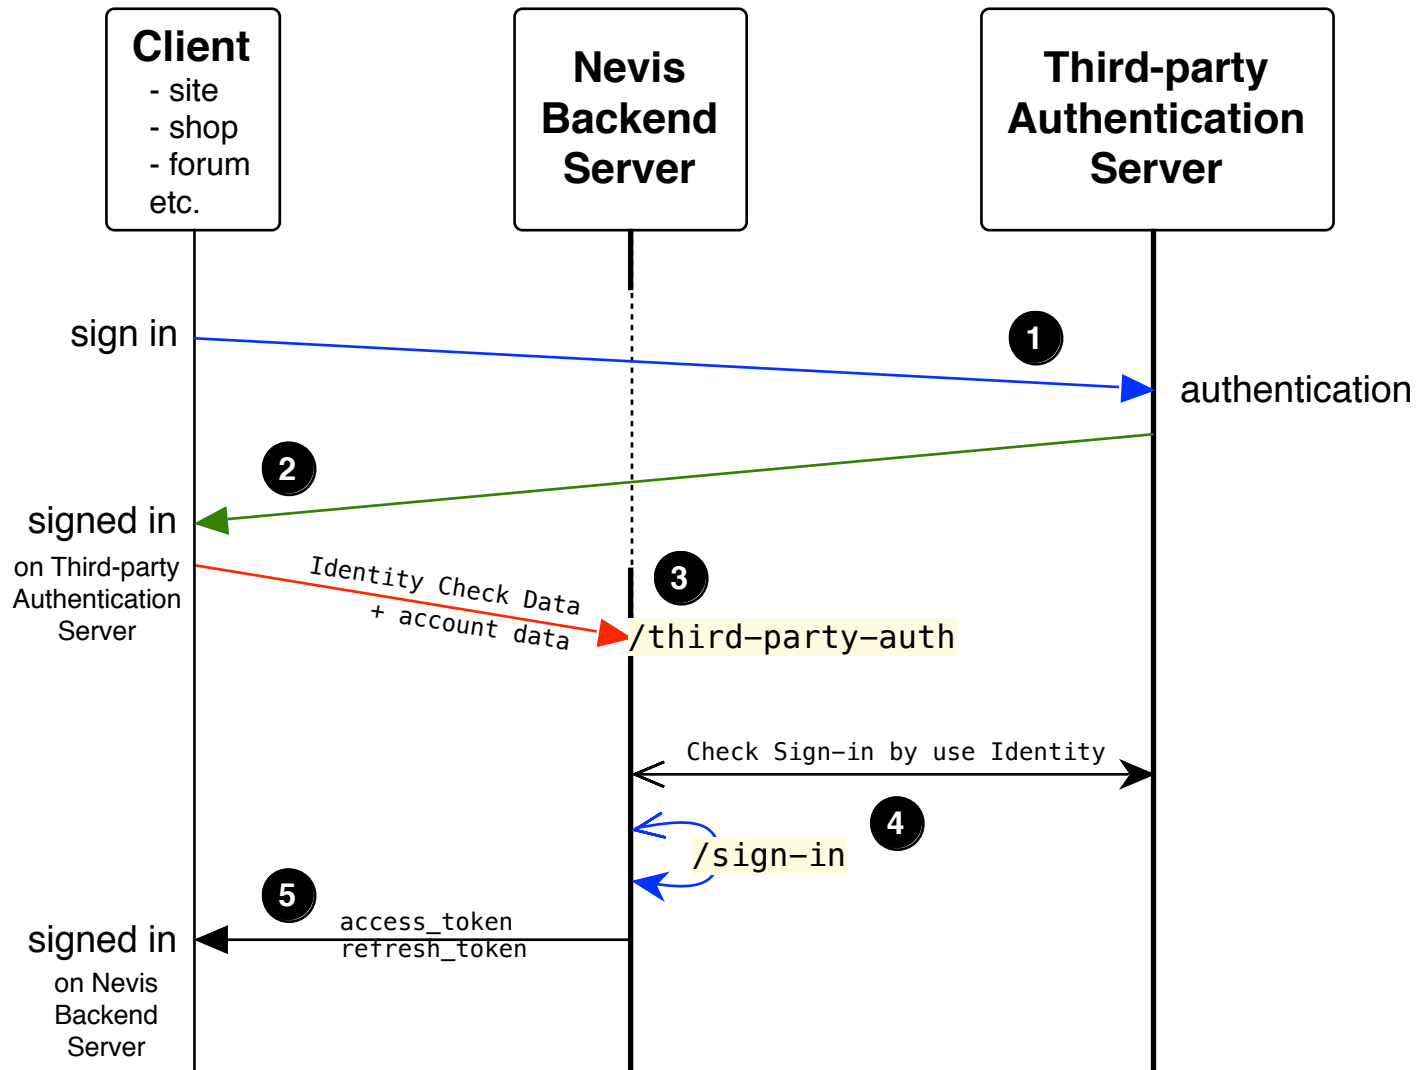 Client
- site
- shop
- forum
etc.
Nevis
Backend
Server
Third-party
Authentication
Server
sign in
1
authentication
2
signed in
on Third-party
Authentication
Server
Identity Check Data
+ account data
3
/third-party-auth
Check Sign-in by use Identity
4
/sign-in
5
access_token
refresh_token
signed in
on Nevis
Backend
Server